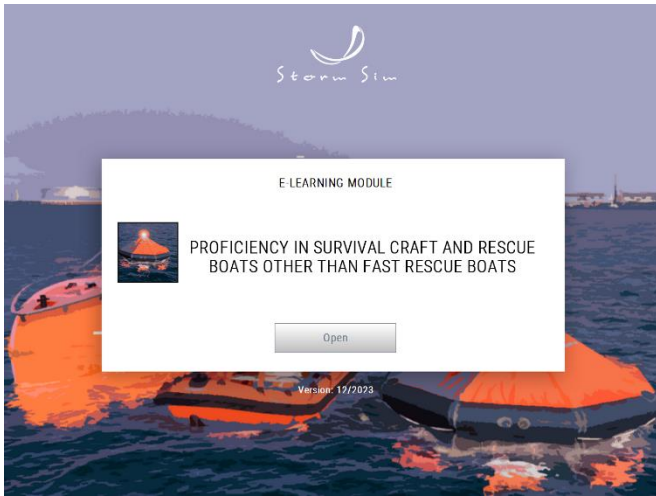 Storm Sim
E-LEARNING MODULE
PROFICIENCY IN SURVIVAL CRAFT AND RESCUE
BOATS OTHER THAN FAST RESCUE BOATS
Open
Version: 12/2023